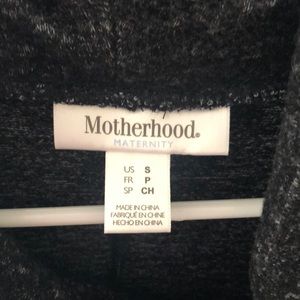 Motherhood®
MATERNITY
US S
FR P
SP CH
MADE IN CHINA
FABRIQUÉ EN CHINE
HECHO EN CHINA